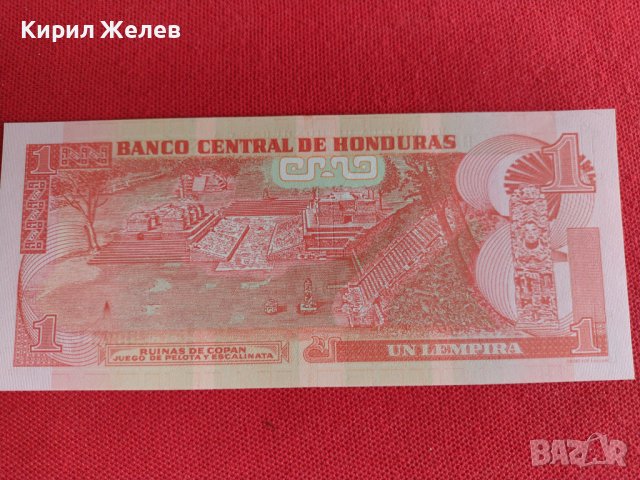 Кирил Желев
BANCO CENTRAL DE HONDURAS
1
1
RUINAS DE COPAN
JUEGO DE PELOTA Y ESCALINATA
UN LEMPIRA
1
1
BAZAR